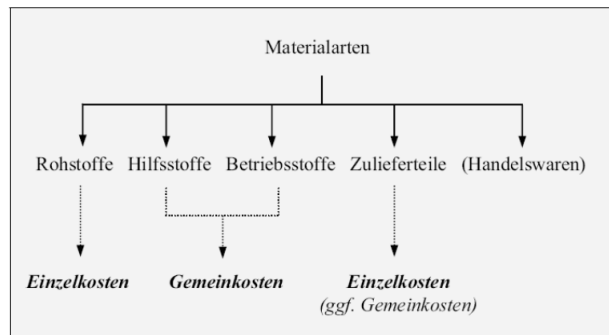 Materialarten
Rohstoffe Hilfsstoffe Betriebsstoffe Zulieferteile (Handelswaren)
Einzelkosten Gemeinkosten Einzelkosten
(ggf. Gemeinkosten)